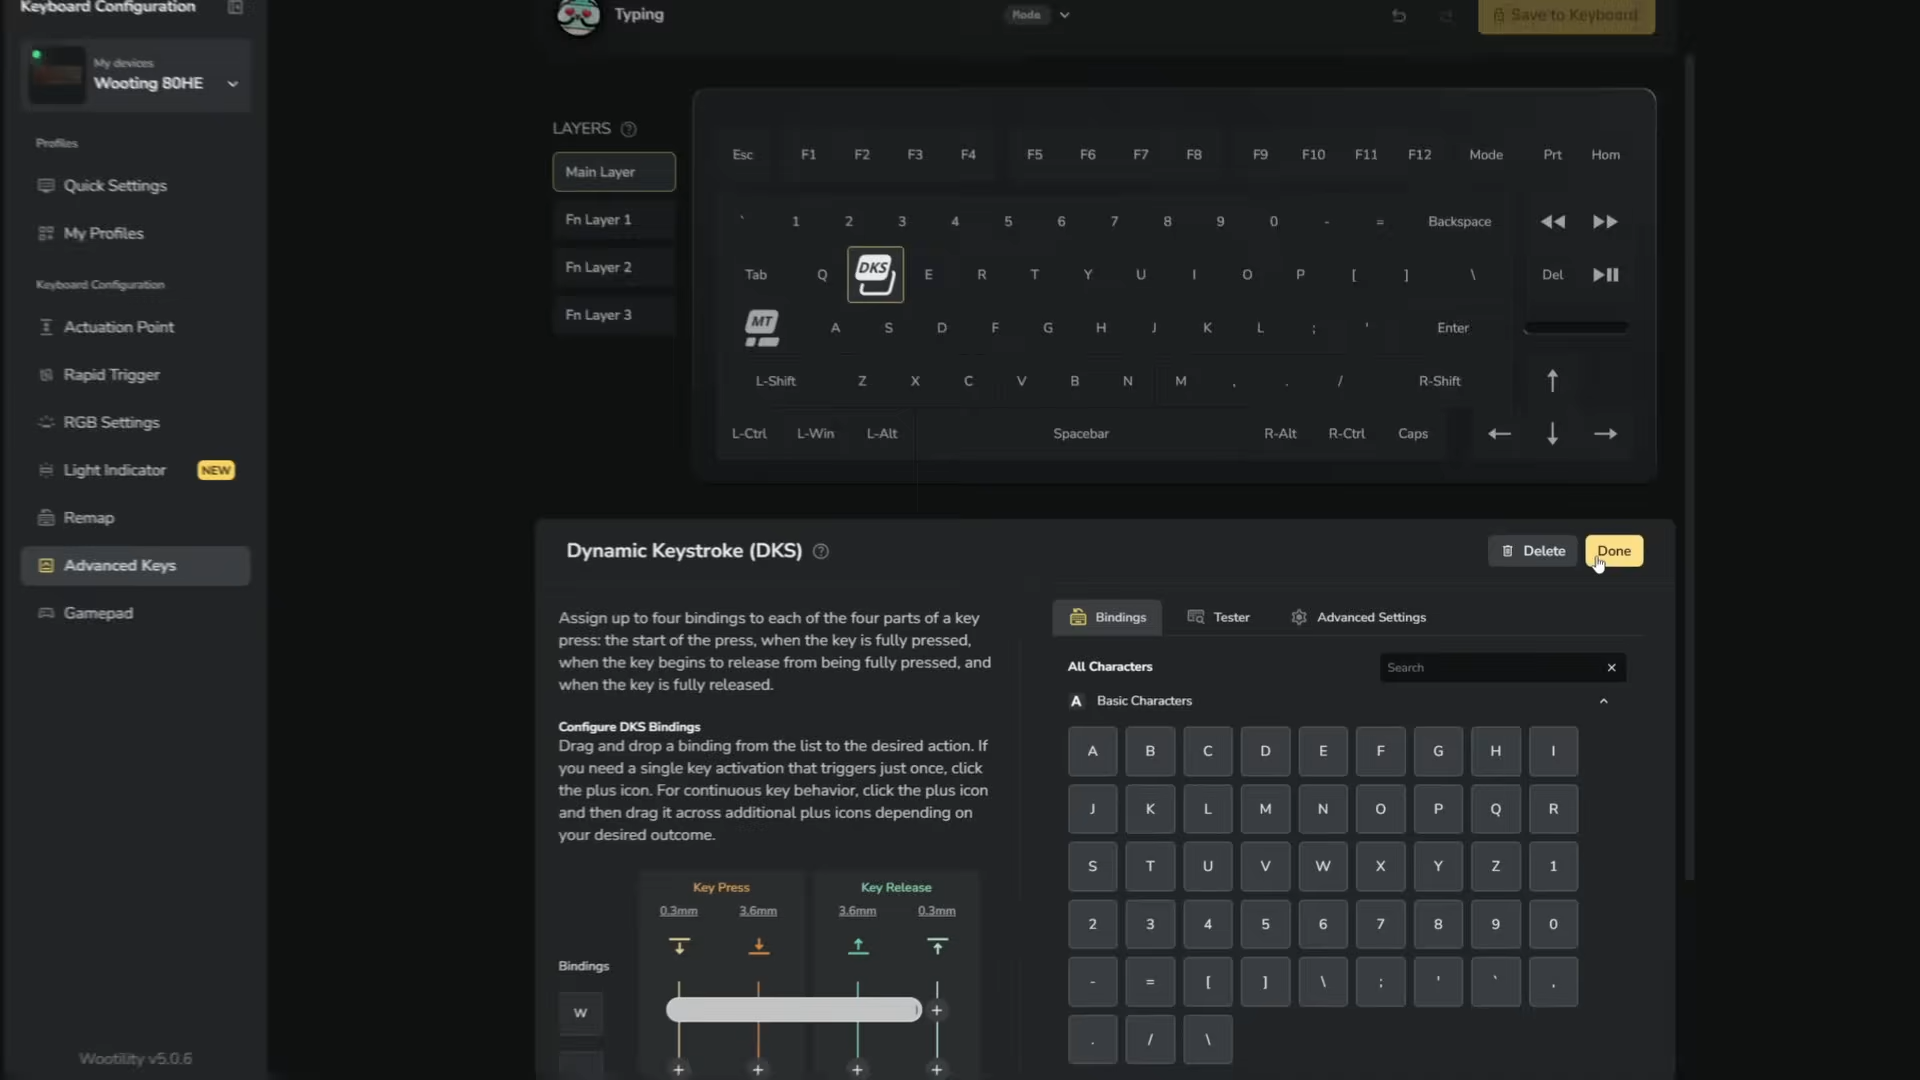 Keyboard Configuration
My devices
Wooting 80HE
Profiles
Quick Settings
My Profiles
Keyboard Configuration
Actuation Point
Rapid Trigger
RGB Settings
Light Indicator NEW
Remap
Advanced Keys
Gamepad
Wootility v5.0.6
Typing
Mode
Save to Keyboard
LAYERS ?
Main Layer
Fn Layer 1
Fn Layer 2
Fn Layer 3
Esc F1 F2 F3 F4 F5 F6 F7 F8 F9 F10 F11 F12 Mode Prt Hom
` 1 2 3 4 5 6 7 8 9 0 - = Backspace
Tab Q DKS E R T Y U I O P [ ] \ Del
MT A S D F G H J K L ; ' Enter
L-Shift Z X C V B N M , . / R-Shift
L-Ctrl L-Win L-Alt Spacebar R-Alt R-Ctrl Caps
Dynamic Keystroke (DKS) ?
Delete
Done
Assign up to four bindings to each of the four parts of a key
press: the start of the press, when the key is fully pressed,
when the key begins to release from being fully pressed, and
when the key is fully released.
Configure DKS Bindings
Drag and drop a binding from the list to the desired action. If
you need a single key activation that triggers just once, click
the plus icon. For continuous key behavior, click the plus icon
and then drag it across additional plus icons depending on
your desired outcome.
Key Press Key Release
0.3mm 3.6mm 3.6mm 0.3mm
Bindings
W
Bindings Tester Advanced Settings
All Characters
Search
A Basic Characters
A B C D E F G H I
J K L M N O P Q R
S T U V W X Y Z 1
2 3 4 5 6 7 8 9 0
- = [ ] \ ; ' ` ,
. / \